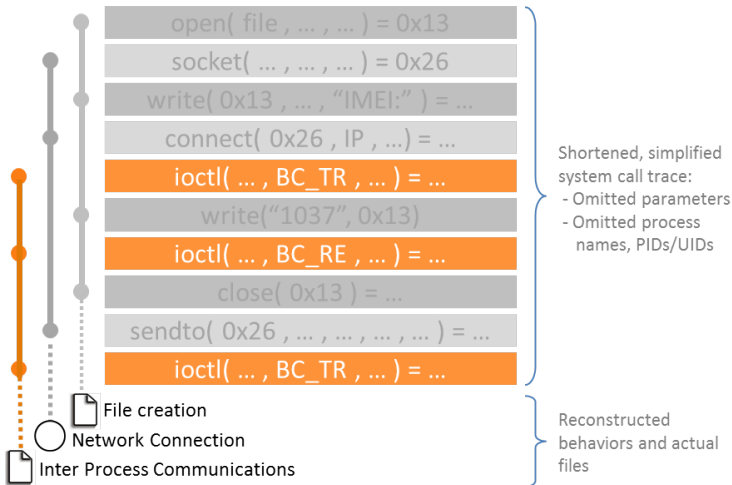 open( file , ... , ... ) = 0x13
socket( ... , ... , ... ) = 0x26
write( 0x13 , ... , “IMEI:” ) = ...
connect( 0x26 , IP , ...) = ...
ioctl( ... , BC_TR , ... ) = ...
write(“1037”, 0x13)
ioctl( ... , BC_RE , ... ) = ...
close( 0x13 ) = ...
sendto( 0x26 , ... , ... , ... , ... ) = ...
ioctl( ... , BC_TR , ... ) = ...
Shortened, simplified
system call trace:
- Omitted parameters
- Omitted process
names, PIDs/UIDs
File creation
Network Connection
Inter Process Communications
Reconstructed
behaviors and actual
files